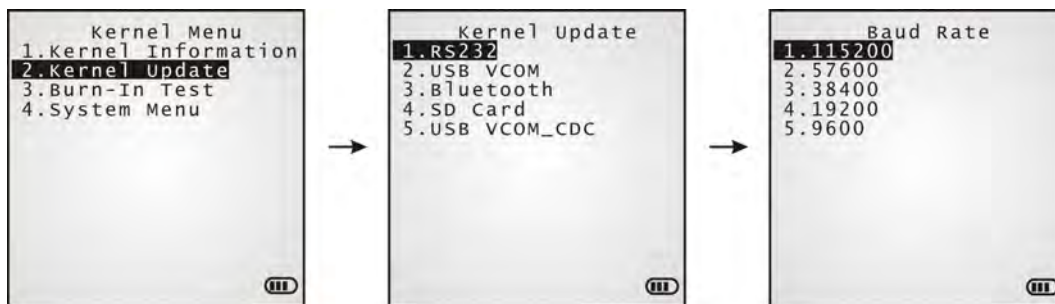 Kernel Menu
1.Kernel Information
2.Kernel Update
3.Burn-In Test
4.System Menu
Kernel Update
1.RS232
2.USB VCOM
3.Bluetooth
4.SD Card
5.USB VCOM_CDC
Baud Rate
1.115200
2.57600
3.38400
4.19200
5.9600